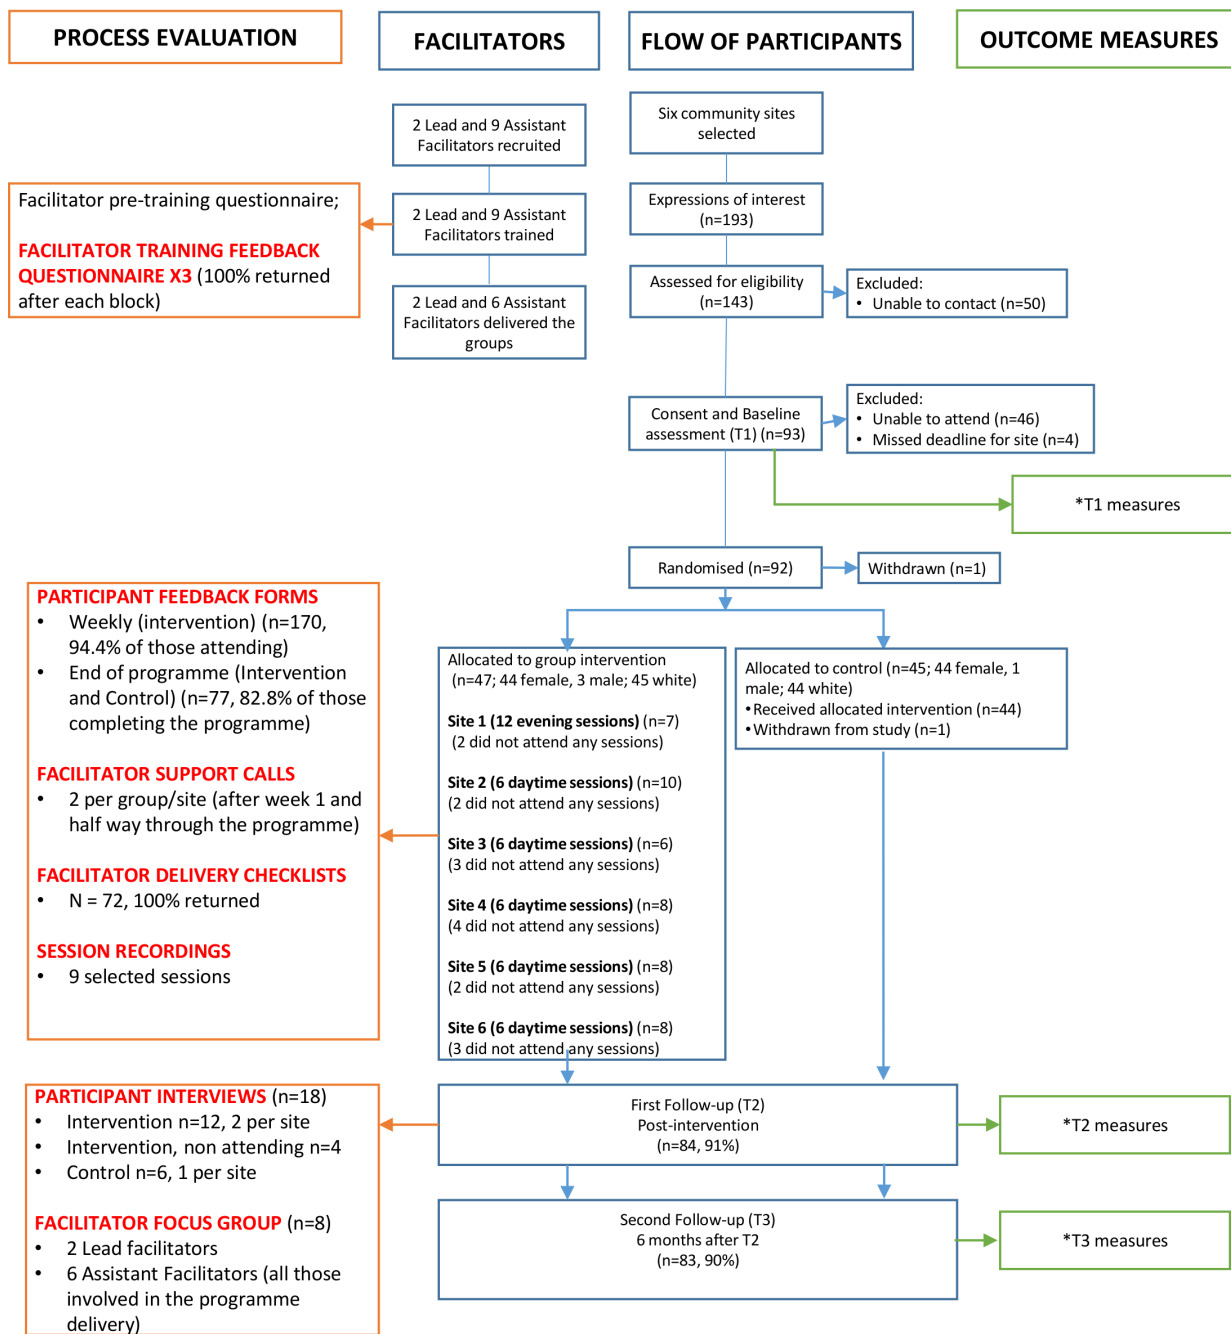 PROCESS EVALUATION
FACILITATORS
FLOW OF PARTICIPANTS
OUTCOME MEASURES
2 Lead and 9 Assistant
Facilitators recruited
2 Lead and 9 Assistant
Facilitators trained
2 Lead and 6 Assistant
Facilitators delivered the
groups
Facilitator pre-training questionnaire;
FACILITATOR TRAINING FEEDBACK
QUESTIONNAIRE X3 (100% returned
after each block)
Six community sites
selected
Expressions of interest
(n=193)
Assessed for eligibility
(n=143)
Excluded:
• Unable to contact (n=50)
Consent and Baseline
assessment (T1) (n=93)
Excluded:
• Unable to attend (n=46)
• Missed deadline for site (n=4)
*T1 measures
Randomised (n=92)
Withdrawn (n=1)
PARTICIPANT FEEDBACK FORMS
• Weekly (intervention) (n=170,
94.4% of those attending)
• End of programme (Intervention
and Control) (n=77, 82.8% of those
completing the programme)
FACILITATOR SUPPORT CALLS
• 2 per group/site (after week 1 and
half way through the programme)
FACILITATOR DELIVERY CHECKLISTS
• N = 72, 100% returned
SESSION RECORDINGS
• 9 selected sessions
Allocated to group intervention
(n=47; 44 female, 3 male; 45 white)
Site 1 (12 evening sessions) (n=7)
(2 did not attend any sessions)
Site 2 (6 daytime sessions) (n=10)
(2 did not attend any sessions)
Site 3 (6 daytime sessions) (n=6)
(3 did not attend any sessions)
Site 4 (6 daytime sessions) (n=8)
(4 did not attend any sessions)
Site 5 (6 daytime sessions) (n=8)
(2 did not attend any sessions)
Site 6 (6 daytime sessions) (n=8)
(3 did not attend any sessions)
Allocated to control (n=45; 44 female, 1
male; 44 white)
•Received allocated intervention (n=44)
•Withdrawn from study (n=1)
PARTICIPANT INTERVIEWS (n=18)
• Intervention n=12, 2 per site
• Intervention, non attending n=4
• Control n=6, 1 per site
FACILITATOR FOCUS GROUP (n=8)
• 2 Lead facilitators
• 6 Assistant Facilitators (all those
involved in the programme
delivery)
First Follow-up (T2)
Post-intervention
(n=84, 91%)
*T2 measures
Second Follow-up (T3)
6 months after T2
(n=83, 90%)
*T3 measures